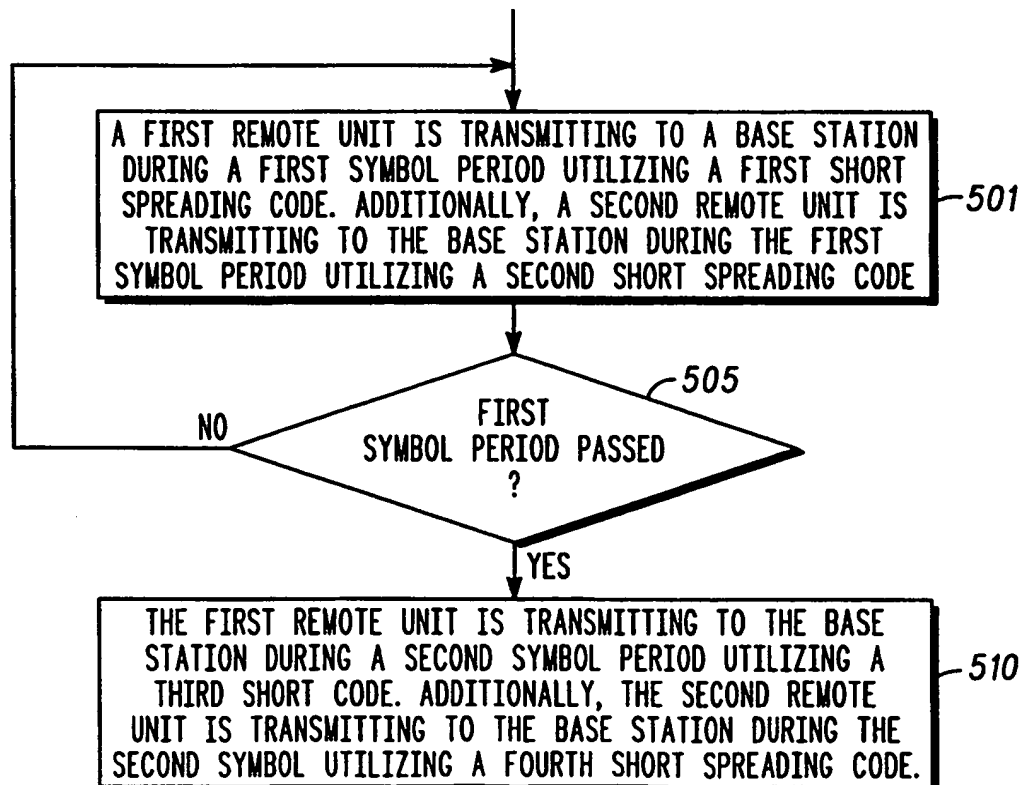 A FIRST REMOTE UNIT IS TRANSMITTING TO A BASE STATION
DURING A FIRST SYMBOL PERIOD UTILIZING A FIRST SHORT
SPREADING CODE. ADDITIONALLY, A SECOND REMOTE UNIT IS
TRANSMITTING TO THE BASE STATION DURING THE FIRST
SYMBOL PERIOD UTILIZING A SECOND SHORT SPREADING CODE
501
505
FIRST
SYMBOL PERIOD PASSED
?
NO
YES
THE FIRST REMOTE UNIT IS TRANSMITTING TO THE BASE
STATION DURING A SECOND SYMBOL PERIOD UTILIZING A
THIRD SHORT CODE. ADDITIONALLY, THE SECOND REMOTE
UNIT IS TRANSMITTING TO THE BASE STATION DURING THE
SECOND SYMBOL UTILIZING A FOURTH SHORT SPREADING CODE.
510